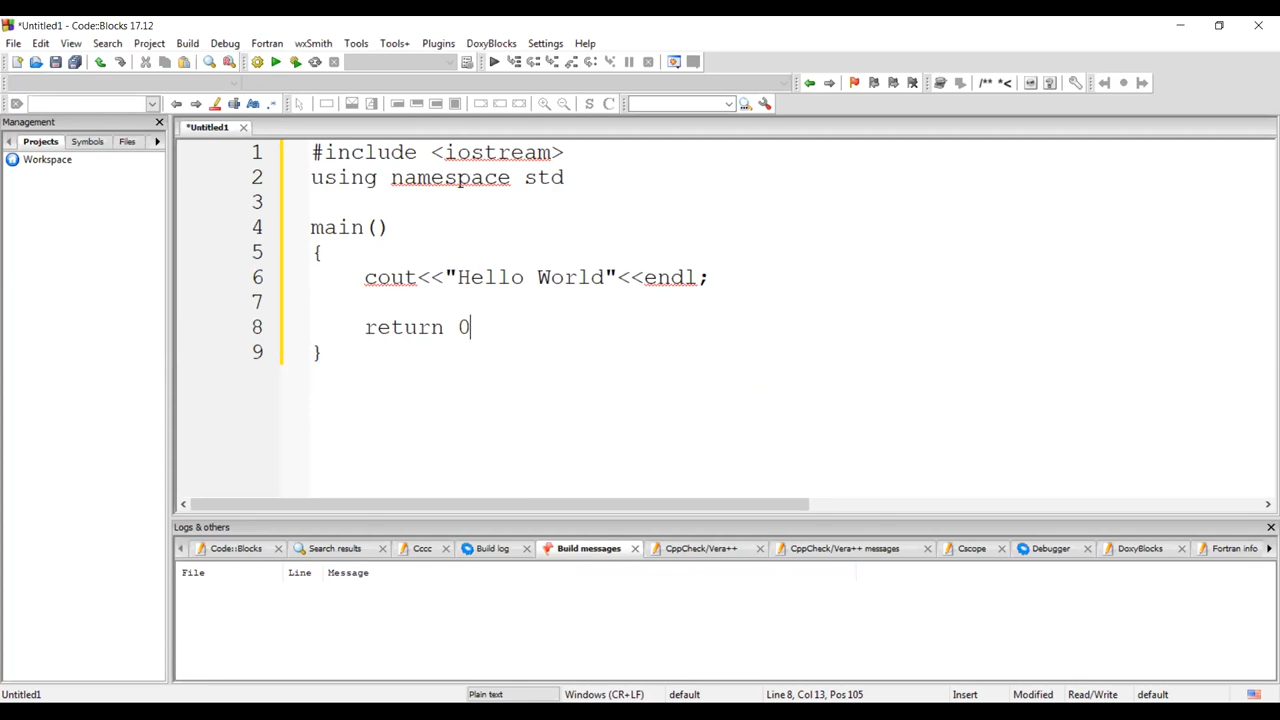 *Untitled1 - Code::Blocks 17.12
File Edit View Search Project Build Debug Fortran wxSmith Tools Tools+ Plugins DoxyBlocks Settings Help
/** *<
S C
Management
*Untitled1
Projects Symbols Files
Workspace
1 #include <iostream>
2 using namespace std
3
4 main()
5 {
6 cout<<"Hello World"<<endl;
7
8 return 0
9 }
Logs & others
Code::Blocks Search results Cccc Build log Build messages CppCheck/Vera++ CppCheck/Vera++ messages Cscope Debugger DoxyBlocks Fortran info
File Line Message
Untitled1 Plain text Windows (CR+LF) default Line 8, Col 13, Pos 105 Insert Modified Read/Write default